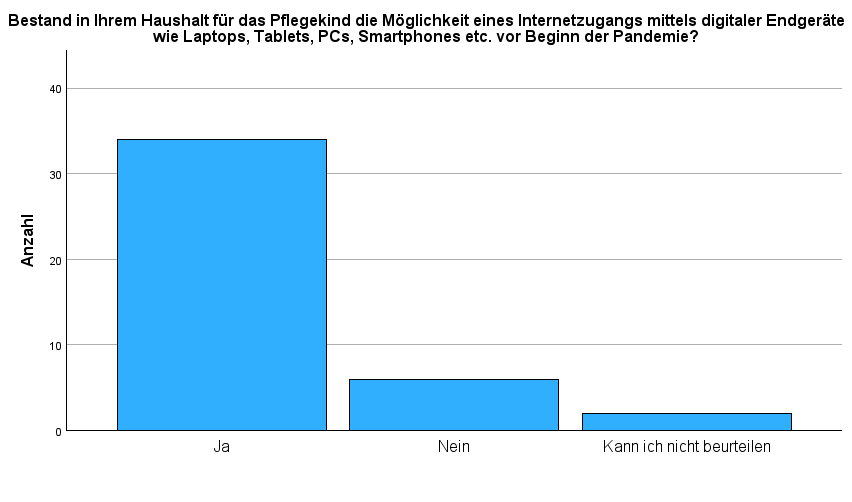 Bestand in Ihrem Haushalt für das Pflegekind die Möglichkeit eines Internetzugangs mittels digitaler Endgeräte
wie Laptops, Tablets, PCs, Smartphones etc. vor Beginn der Pandemie?
40
30
20
10
0
Anzahl
Ja
Nein
Kann ich nicht beurteilen